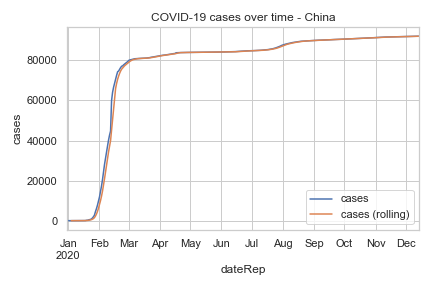 COVID-19 cases over time - China
80000
60000
40000
20000
0
cases
cases
cases (rolling)
Jan Feb Mar Apr May Jun Jul Aug Sep Oct Nov Dec
2020
dateRep